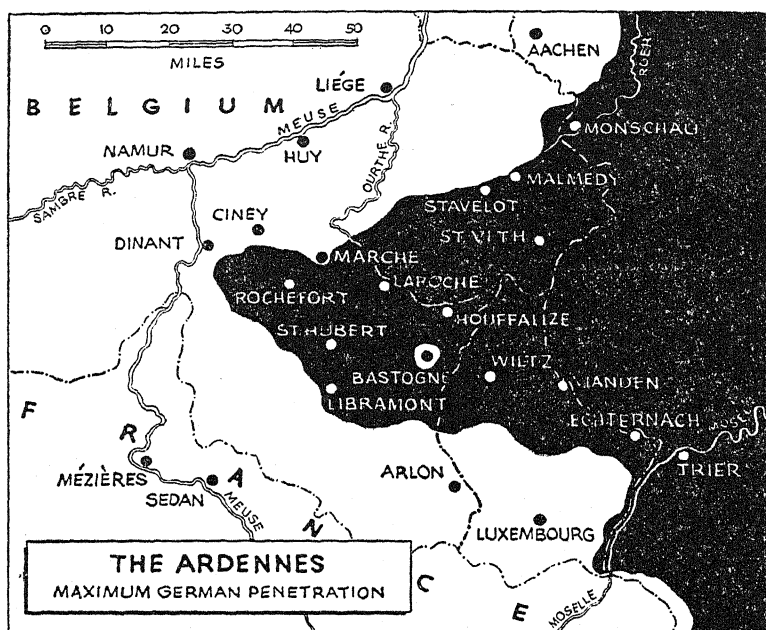 0 10 20 30 40 50
MILES
AACHEN
ROER
LIÉGE
BELGIUM
MEUSE
MONSCHAU
NAMUR
HUY
OURTHE R.
MALMEDY
SAMBRE R.
STAVELOT
CINEY
ST. VITH
DINANT
MARCHE
LAROCHE
ROCHEFORT
HOUFFALIZE
ST. HUBERT
BASTOGNE
WILTZ
LIBRAMONT
ECHTERNACH
TRIER
MÉZIÈRES
SEDAN
MEUSE
ARLON
LUXEMBOURG
FRANCE
THE ARDENNES
MAXIMUM GERMAN PENETRATION
MOSELLE